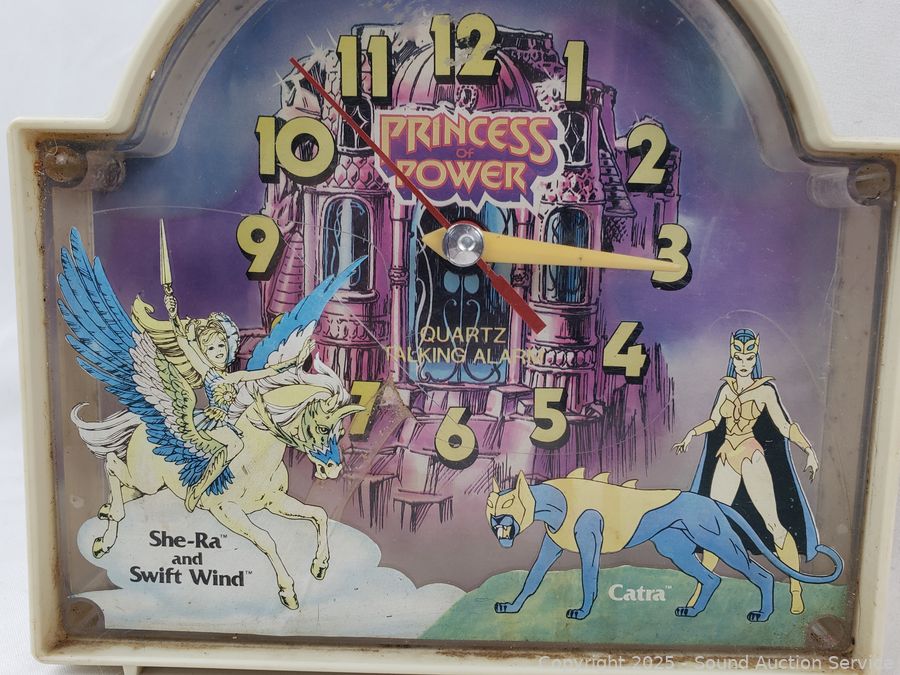 12
11
1
10
2
PRINCESS
OF
POWER
9
3
QUARTZ
TALKING ALARM
4
7
5
6
She-Ra™
and
Swift Wind™
Catra™
Copyright 2025 - Sound Auction Service